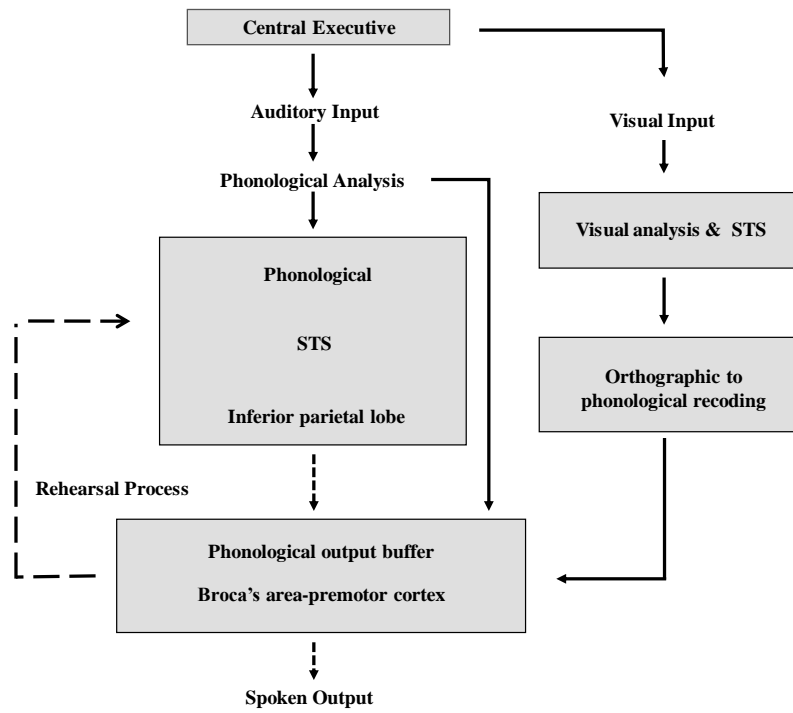 Central Executive
Auditory Input
Visual Input
Phonological Analysis
Visual analysis & STS
Phonological
STS
Inferior parietal lobe
Orthographic to
phonological recoding
Rehearsal Process
Phonological output buffer
Broca’s area-premotor cortex
Spoken Output